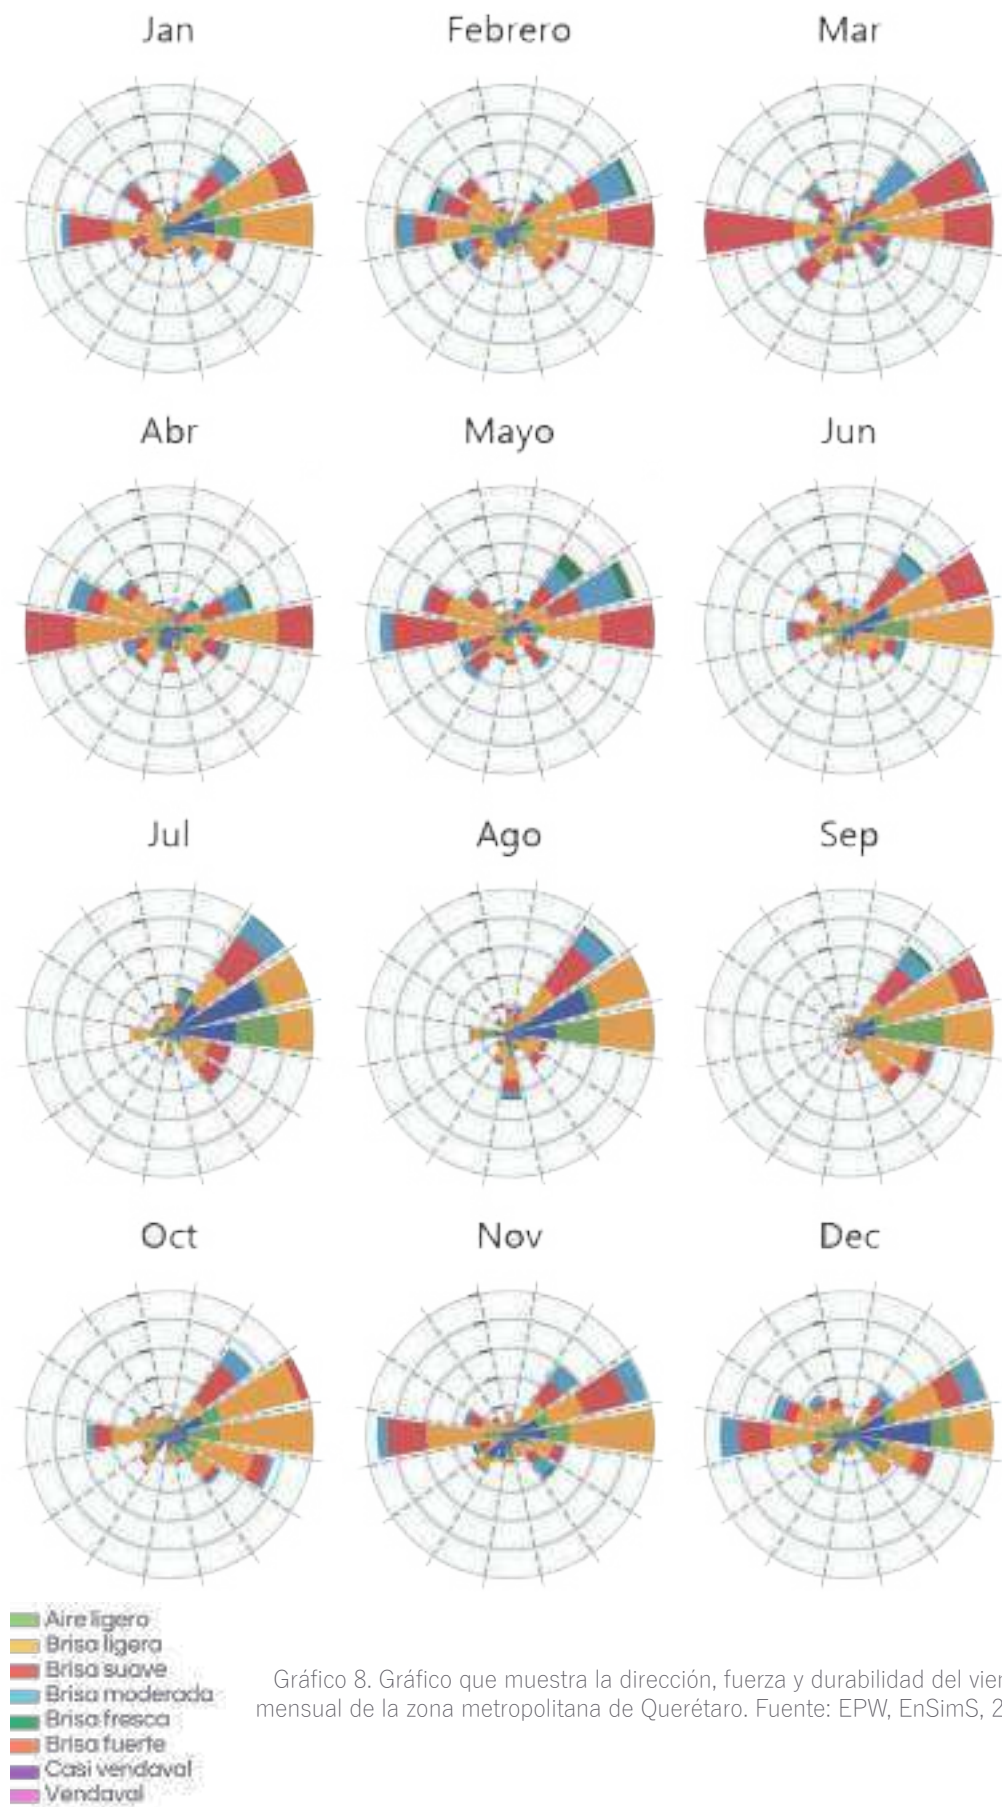 Jan Febrero Mar
Abr Mayo Jun
Jul Ago Sep
Oct Nov Dec
Aire ligero
Brisa ligera
Brisa suave
Brisa moderada
Brisa fresca
Brisa fuerte
Casi vendaval
Vendaval
Gráfico 8. Gráfico que muestra la dirección, fuerza y durabilidad del vien
mensual de la zona metropolitana de Querétaro. Fuente: EPW, EnSimS, 2